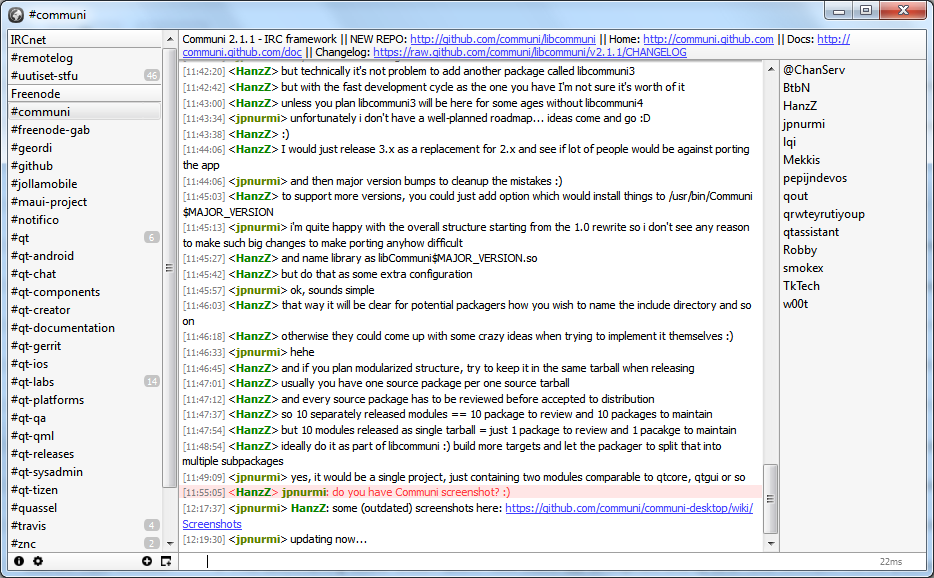 #communi
IRCnet
#remotelog
#uutiset-stfu 46
Freenode
#communi
#freenode-gab
#geordi
#github
#jollamobile
#maui-project
#notifico
#qt 6
#qt-android
#qt-chat
#qt-components
#qt-creator
#qt-documentation
#qt-gerrit
#qt-ios
#qt-labs 14
#qt-platforms
#qt-qa
#qt-qml
#qt-releases
#qt-sysadmin
#qt-tizen
#quassel
#travis 4
#znc 2
Communi 2.1.1 - IRC framework || NEW REPO: http://github.com/communi/libcommuni || Home: http://communi.github.com || Docs: http://
communi.github.com/doc || Changelog: https://raw.github.com/communi/libcommuni/v2.1.1/CHANGELOG
[11:42:20] <HanzZ> but technically it's not problem to add another package called libcommuni3
[11:42:42] <HanzZ> but with the fast development cycle as the one you have I'm not sure it's worth of it
[11:43:00] <HanzZ> unless you plan libcommuni3 will be here for some ages without libcommuni4
[11:43:34] <jpnurmi> unfortunately i don't have a well-planned roadmap... ideas come and go :D
[11:43:38] <HanzZ> :)
[11:44:06] <HanzZ> I would just release 3.x as a replacement for 2.x and see if lot of people would be against porting
the app
[11:44:06] <jpnurmi> and then major version bumps to cleanup the mistakes :)
[11:45:03] <HanzZ> to support more versions, you could just add option which would install things to /usr/bin/Communi
$MAJOR_VERSION
[11:45:13] <jpnurmi> i'm quite happy with the overall structure starting from the 1.0 rewrite so i don't see any reason
to make such big changes to make porting anyhow difficult
[11:45:27] <HanzZ> and name library as libCommuni$MAJOR_VERSION.so
[11:45:42] <HanzZ> but do that as some extra configuration
[11:45:57] <jpnurmi> ok, sounds simple
[11:46:03] <HanzZ> that way it will be clear for potential packagers how you wish to name the include directory and so
on
[11:46:18] <HanzZ> otherwise they could come up with some crazy ideas when trying to implement it themselves :)
[11:46:33] <jpnurmi> hehe
[11:46:45] <HanzZ> and if you plan modularized structure, try to keep it in the same tarball when releasing
[11:47:01] <HanzZ> usually you have one source package per one source tarball
[11:47:12] <HanzZ> and every source package has to be reviewed before accepted to distribution
[11:47:37] <HanzZ> so 10 separately released modules == 10 package to review and 10 packages to maintain
[11:47:54] <HanzZ> but 10 modules released as single tarball = just 1 package to review and 1 pacakge to maintain
[11:48:54] <HanzZ> ideally do it as part of libcommuni :) build more targets and let the packager to split that into
multiple subpackages
[11:49:09] <jpnurmi> yes, it would be a single project, just containing two modules comparable to qtcore, qtgui or so
[11:55:05] <HanzZ> jpnurmi: do you have Communi screenshot? :)
[12:17:37] <jpnurmi> HanzZ: some (outdated) screenshots here: https://github.com/communi/communi-desktop/wiki/
Screenshots
[12:19:30] <jpnurmi> updating now...
@ChanServ
BtbN
HanzZ
jpnurmi
lqi
Mekkis
pepijndevos
qout
qrwteyrutiyoup
qtassistant
Robby
smokex
TkTech
w00t
22ms